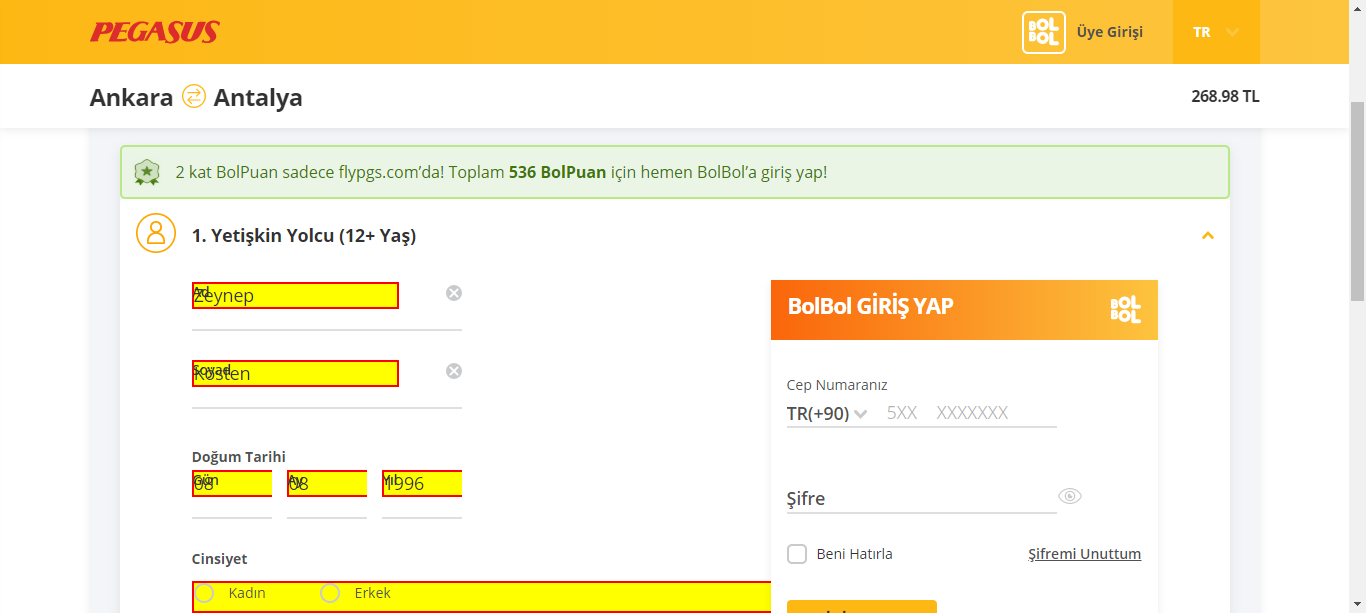 PEGASUS
BOL BOL Üye Girişi TR
Ankara Antalya
268.98 TL
2 kat BolPuan sadece flypgs.com’da! Toplam 536 BolPuan için hemen BolBol’a giriş yap!
1. Yetişkin Yolcu (12+ Yaş)
Ad
Zeynep
Soyad
Kösten
Doğum Tarihi
Gün Ay Yıl
08 08 1996
Cinsiyet
Kadın Erkek
BolBol GİRİŞ YAP BOL BOL
Cep Numaranız
TR(+90) 5XX XXXXXXX
Şifre
Beni Hatırla Şifremi Unuttum